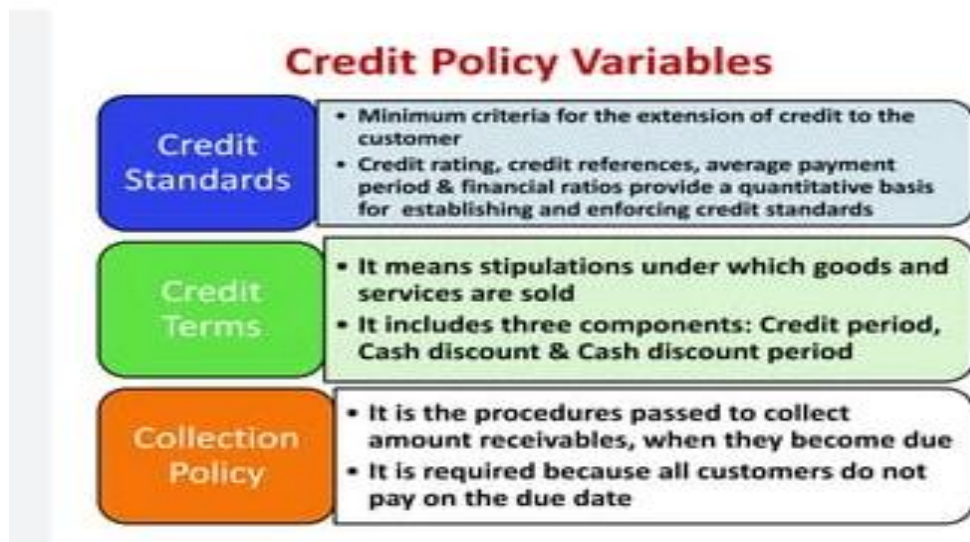 Credit Policy Variables
Credit
Standards
• Minimum criteria for the extension of credit to the
customer
• Credit rating, credit references, average payment
period & financial ratios provide a quantitative basis
for establishing and enforcing credit standards
Credit
Terms
• It means stipulations under which goods and
services are sold
• It includes three components: Credit period,
Cash discount & Cash discount period
Collection
Policy
• It is the procedures passed to collect
amount receivables, when they become due
• It is required because all customers do not
pay on the due date